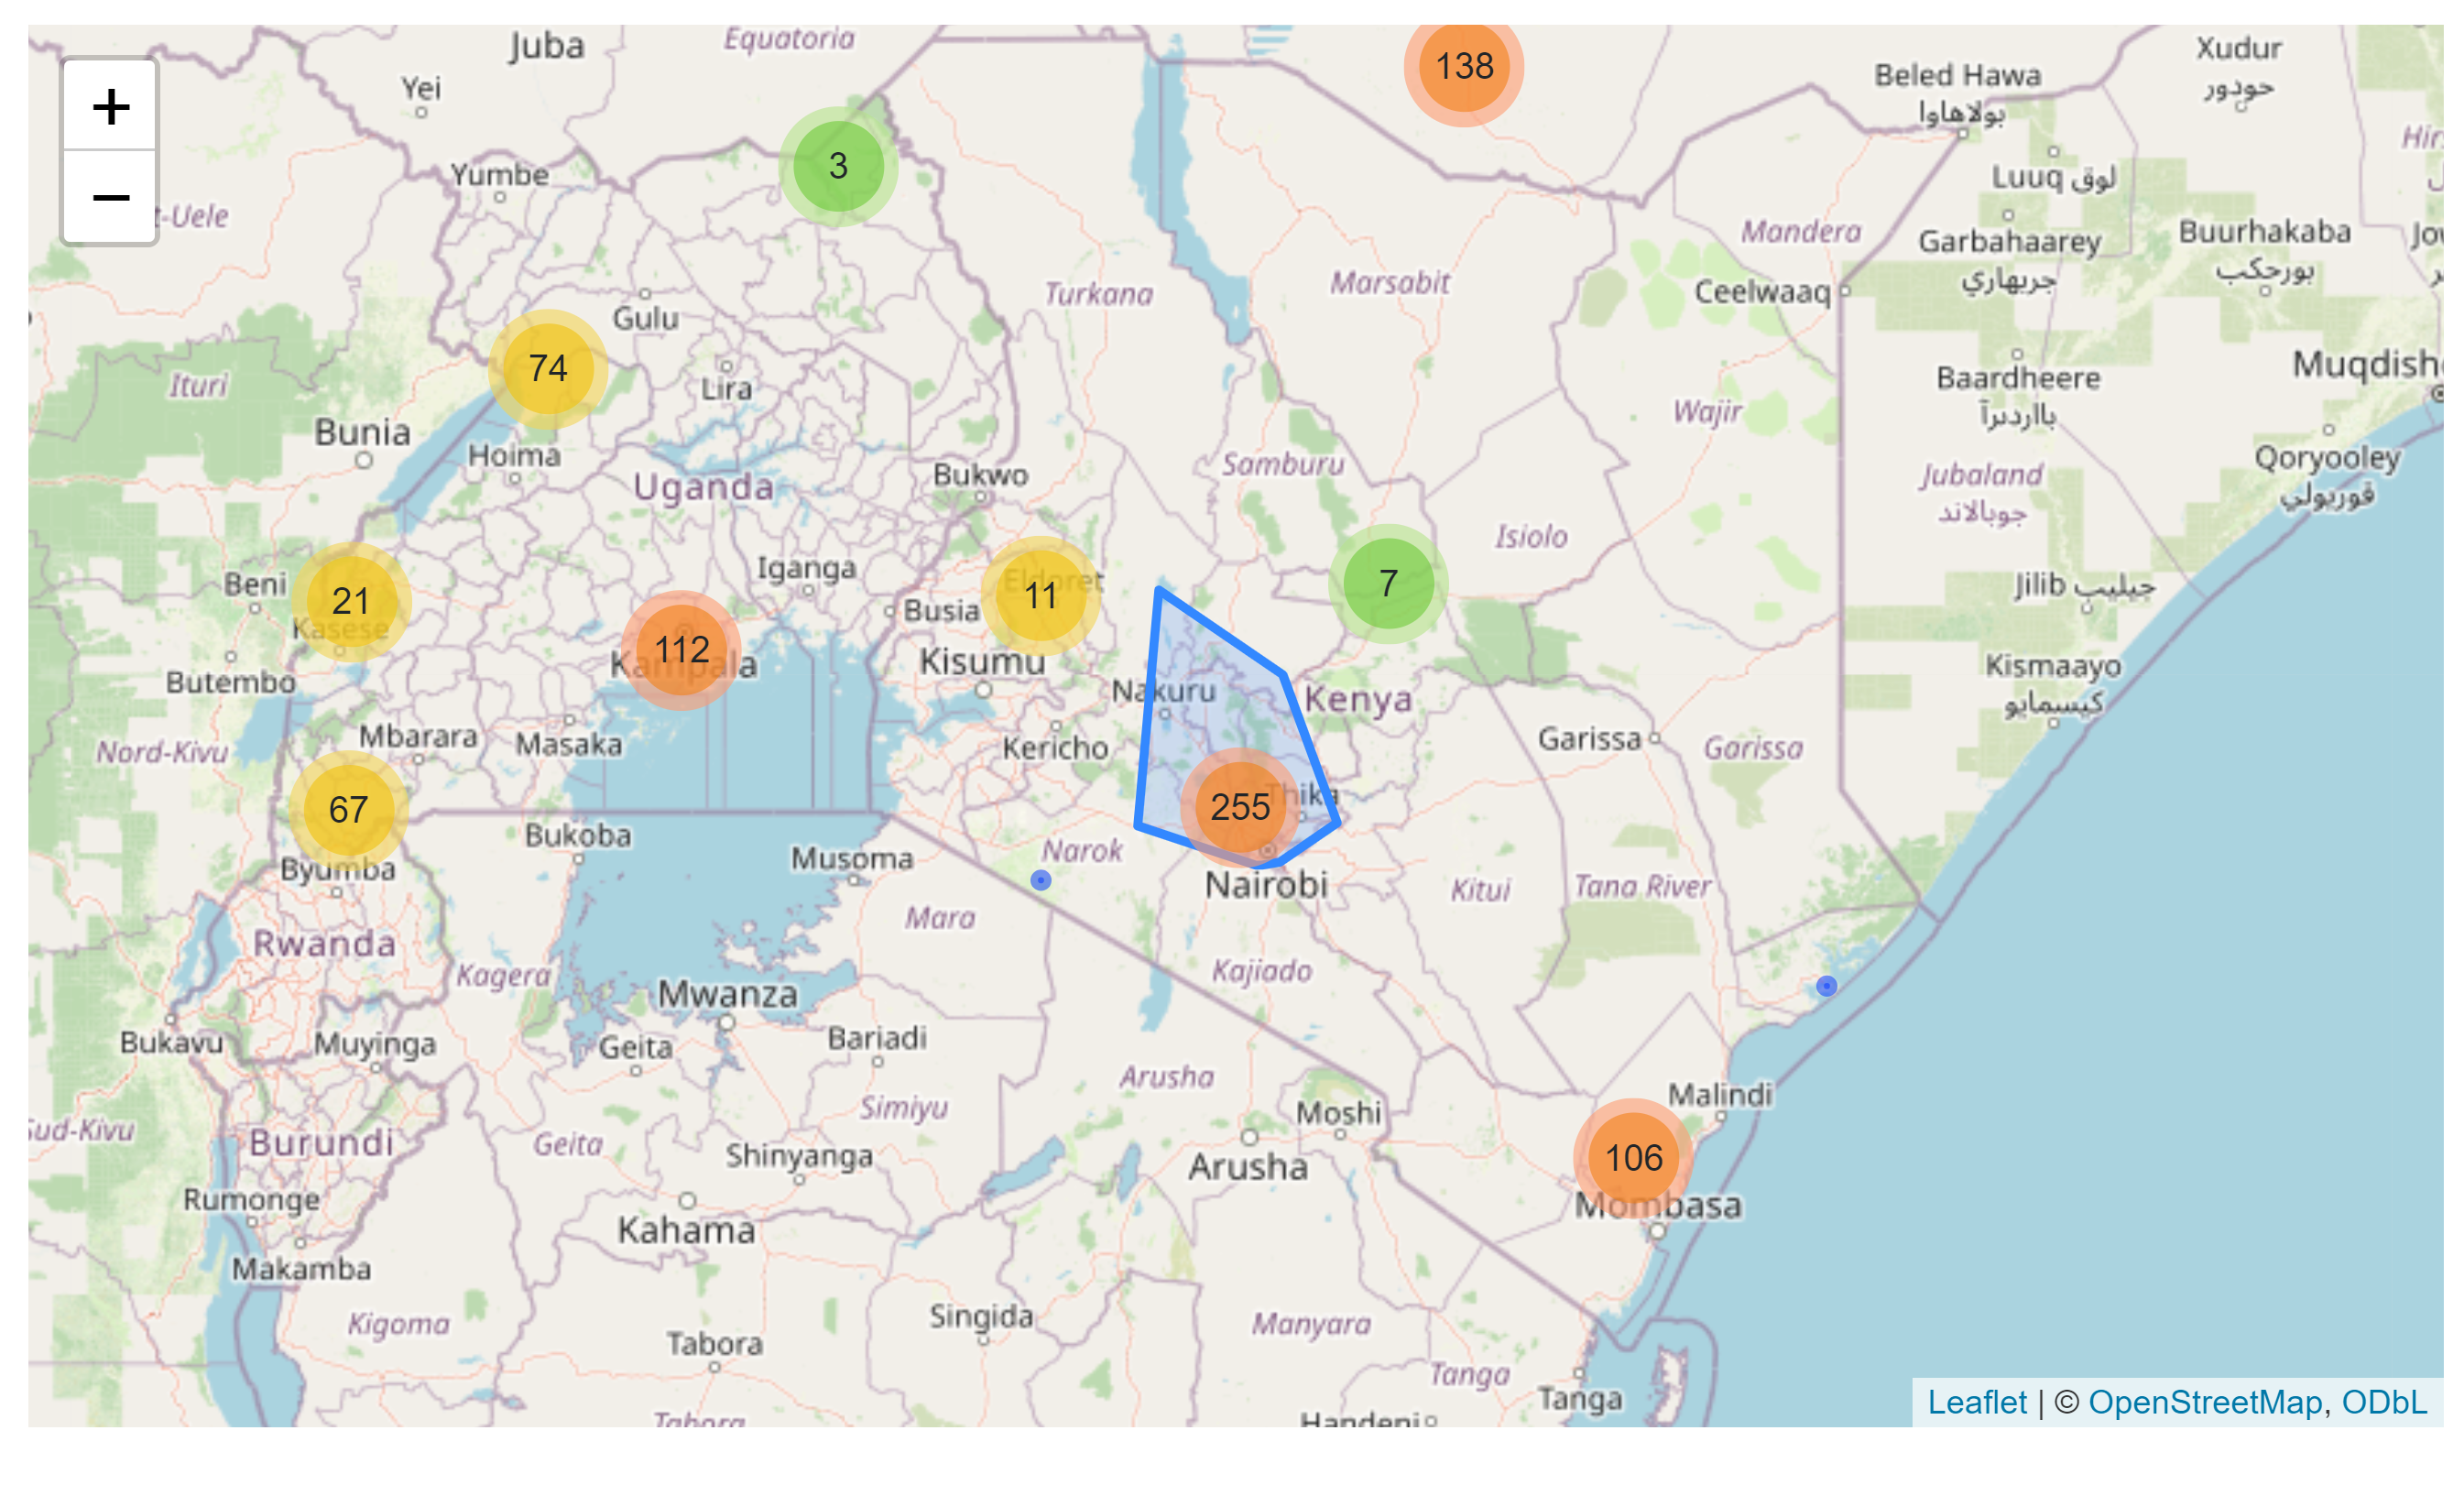 Juba
Equatoria
138
Xudur
حودور
Yei
Beled Hawa
بولاهاوا
+
−
3
Yumbe
Luuq لوق
Mandera
Garbahaarey
جربهاري
Buurhakaba
بورحكب
Turkana
Marsabit
Ceelwaaq
Gulu
74
Ituri
Lira
Wajir
Baardheere
بااردىرآ
Bunia
Hoima
Uganda
Bukwo
Samburu
Isiolo
Jubaland
جوبالاند
Qoryooley
قوريولي
Beni
21
Kasese
Iganga
Busia
11
Eldoret
7
Jilib جيليب
112
Kampala
Kisumu
Nakuru
Kenya
Kismaayo
كيسمايو
Butembo
Nord-Kivu
Mbarara
Masaka
Kericho
Garissa
Garissa
67
Bukoba
255
Thika
Byumba
Musoma
Narok
Nairobi
Kitui
Tana River
Rwanda
Kagera
Mara
Kajiado
Mwanza
Bukavu
Muyinga
Geita
Bariadi
Arusha
Malindi
Simiyu
Moshi
Sud-Kivu
Burundi
Geita
Shinyanga
Arusha
106
Mombasa
Rumonge
Kahama
Makamba
Kigoma
Tabora
Singida
Manyara
Tanga
Tanga
Tabora
Handeni
Leaflet | © OpenStreetMap, ODbL